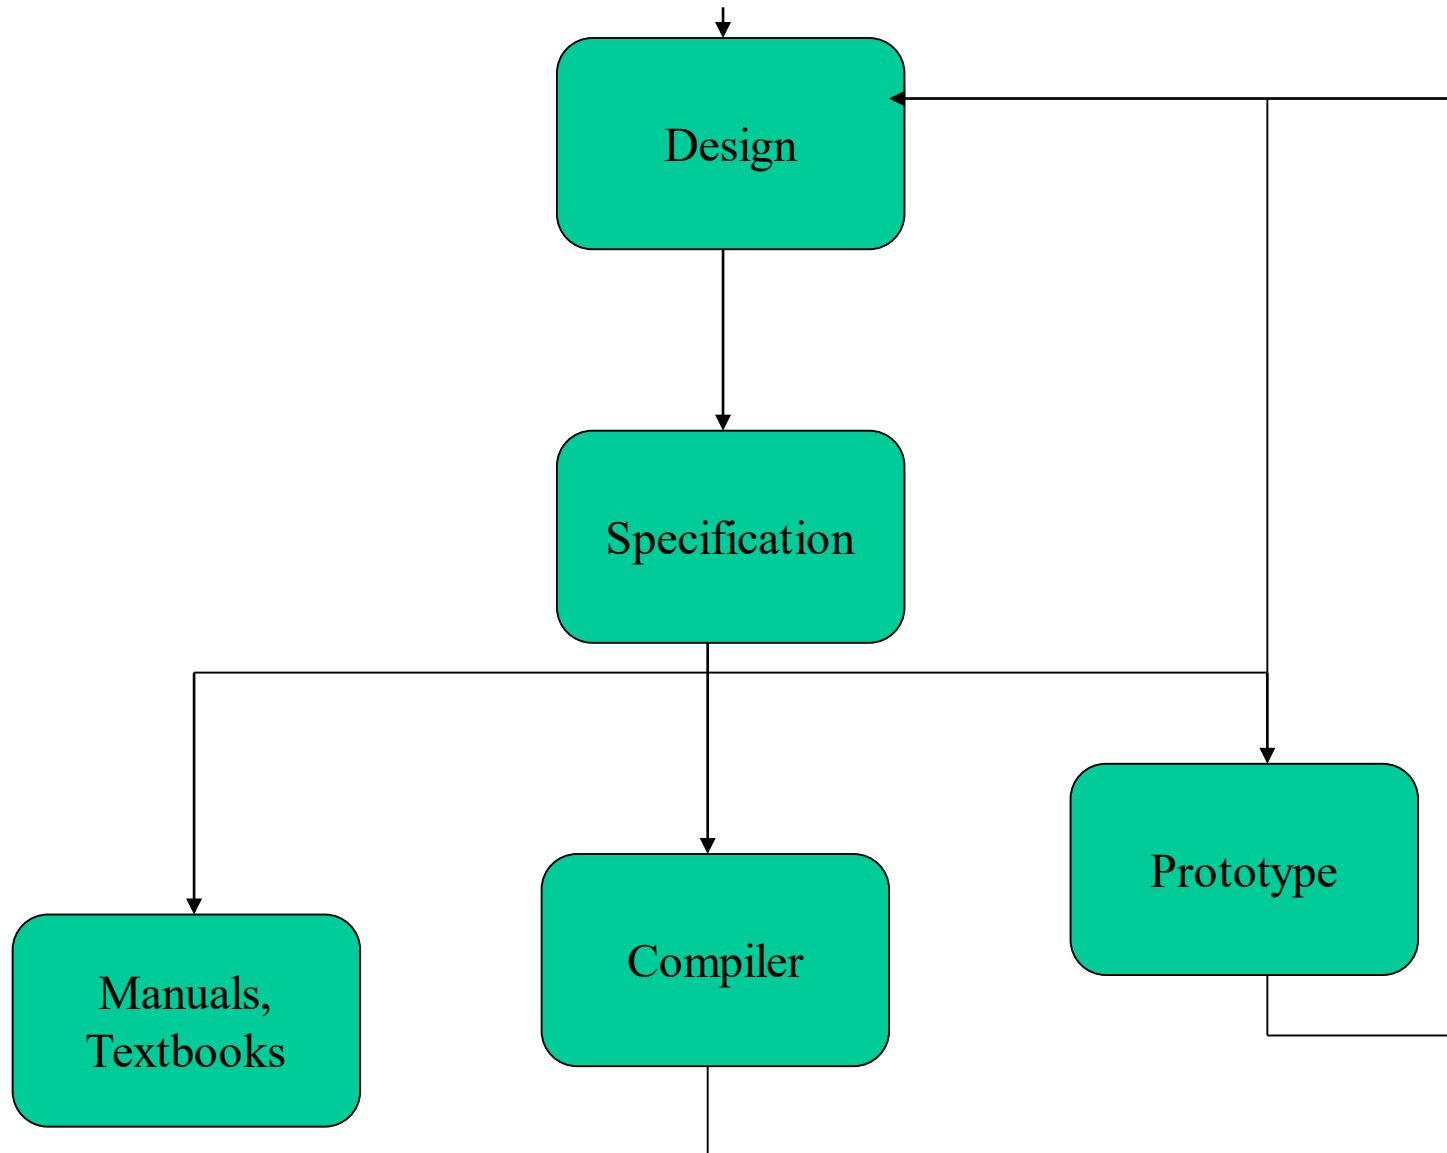 Design
Specification
Prototype
Compiler
Manuals,
Textbooks